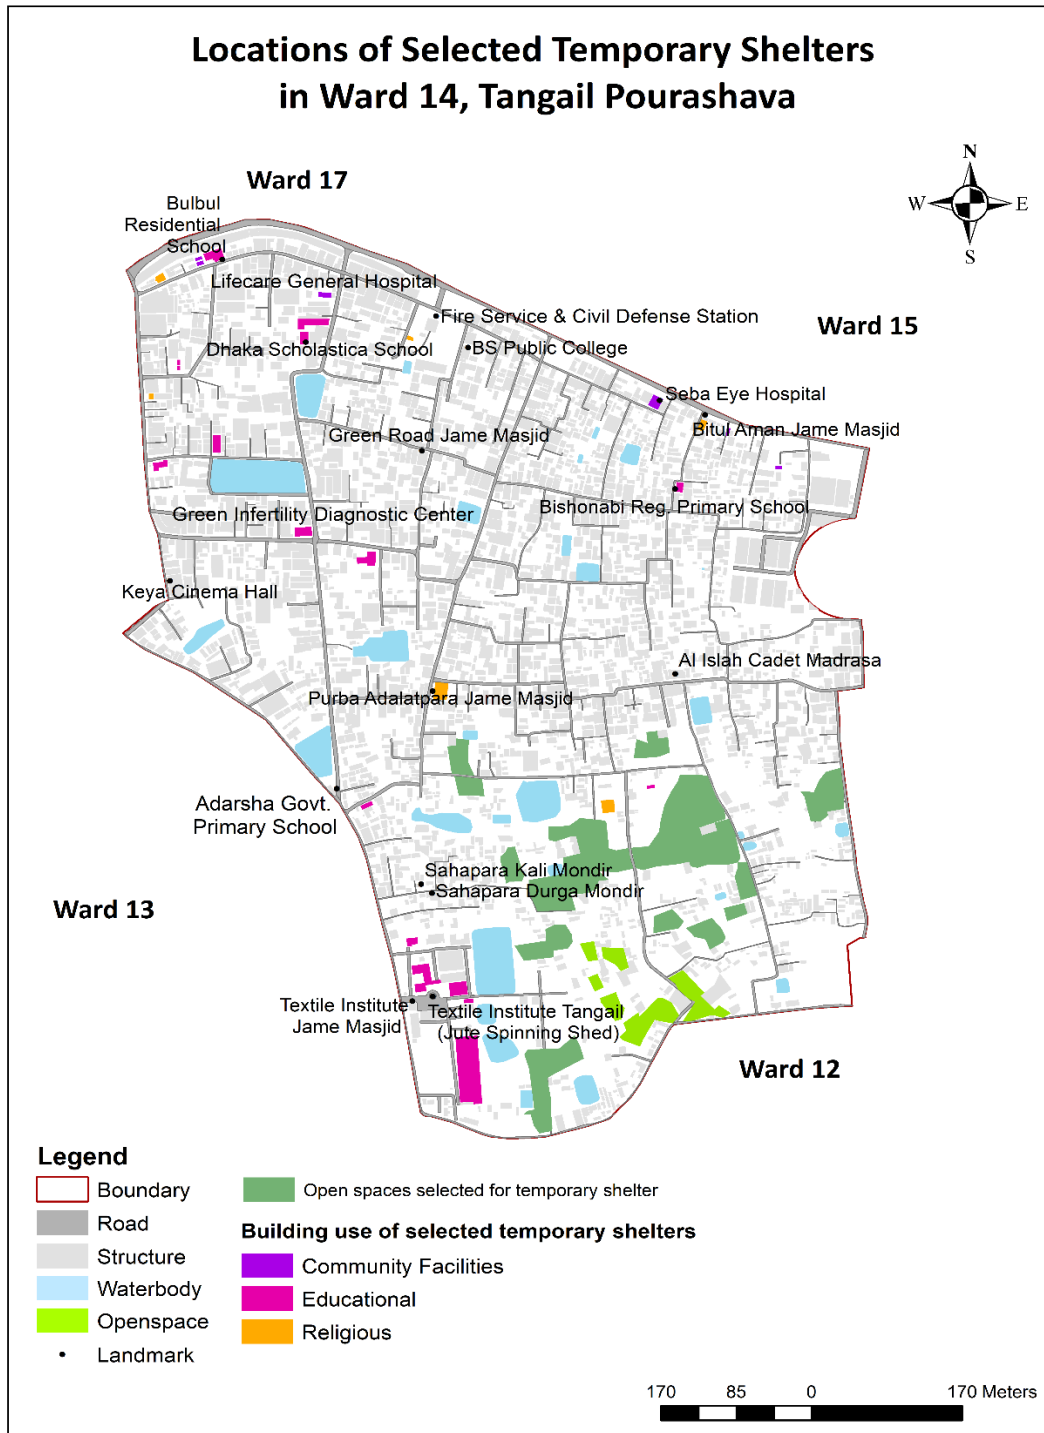 Locations of Selected Temporary Shelters
in Ward 14, Tangail Pourashava
N
W
E
S
Ward 17
Bulbul
Residential
School
Lifecare General Hospital
Fire Service & Civil Defense Station
Ward 15
Dhaka Scholastica School
BS Public College
Seba Eye Hospital
Bitul Aman Jame Masjid
Green Road Jame Masjid
Bishonabi Reg. Primary School
Green Infertility Diagnostic Center
Keya Cinema Hall
Al Islah Cadet Madrasa
Purba Adalatpara Jame Masjid
Adarsha Govt.
Primary School
Sahapara Kali Mondir
Sahapara Durga Mondir
Ward 13
Textile Institute
Jame Masjid
Textile Institute Tangail
(Jute Spinning Shed)
Ward 12
Legend
Boundary
Road
Structure
Waterbody
Openspace
Landmark
Open spaces selected for temporary shelter
Building use of selected temporary shelters
Community Facilities
Educational
Religious
170 85 0 170 Meters